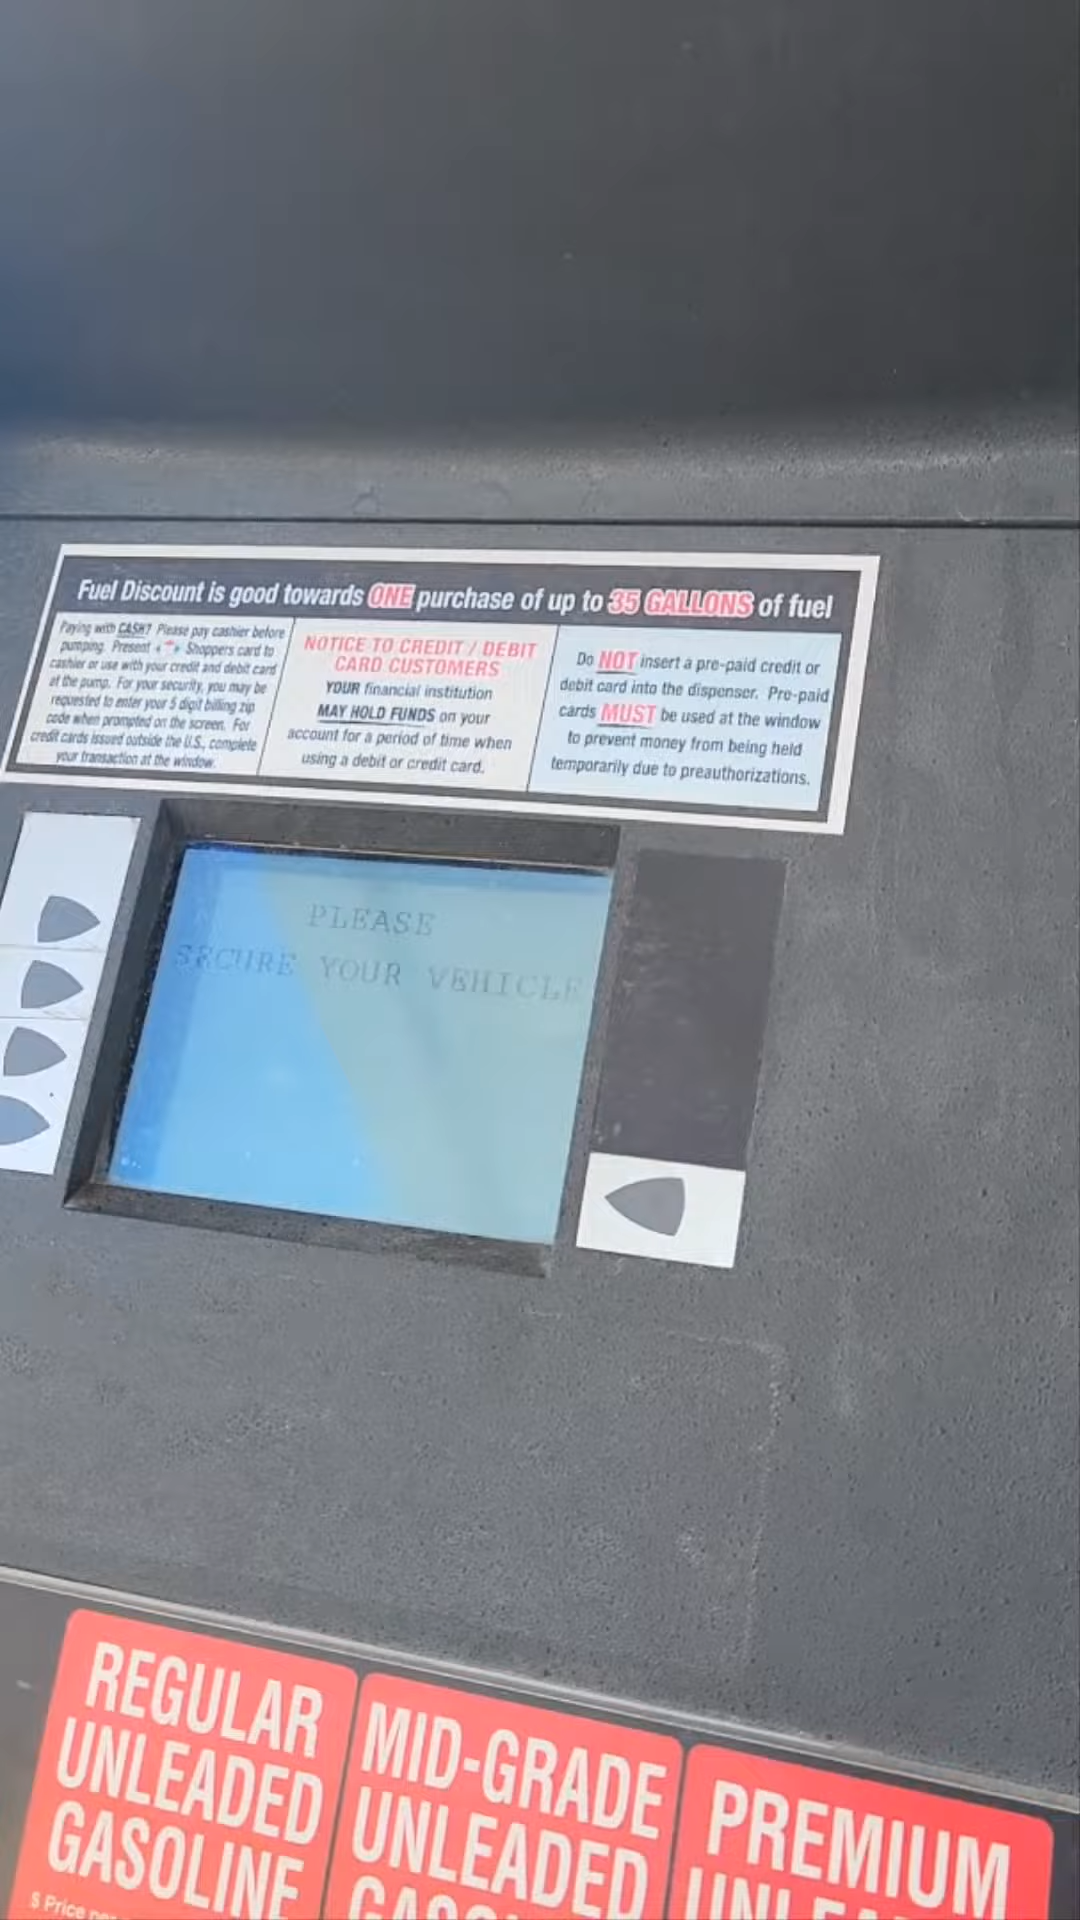 Fuel Discount is good towards ONE purchase of up to 35 GALLONS of fuel
Paying with CASH? Please pay cashier before
pumping. Present Shoppers card to
cashier or use with your credit and debit card
at the pump. For your security, you may be
requested to enter your 5 digit billing zip
code when prompted on the screen. For
credit cards issued outside the U.S., complete
your transaction at the window.
NOTICE TO CREDIT / DEBIT
CARD CUSTOMERS
YOUR financial institution
MAY HOLD FUNDS on your
account for a period of time when
using a debit or credit card.
Do NOT insert a pre-paid credit or
debit card into the dispenser. Pre-paid
cards MUST be used at the window
to prevent money from being held
temporarily due to preauthorizations.
PLEASE
SECURE YOUR VEHICLE
REGULAR
UNLEADED
GASOLINE
$ Price per
MID-GRADE
UNLEADED
PREMIUM